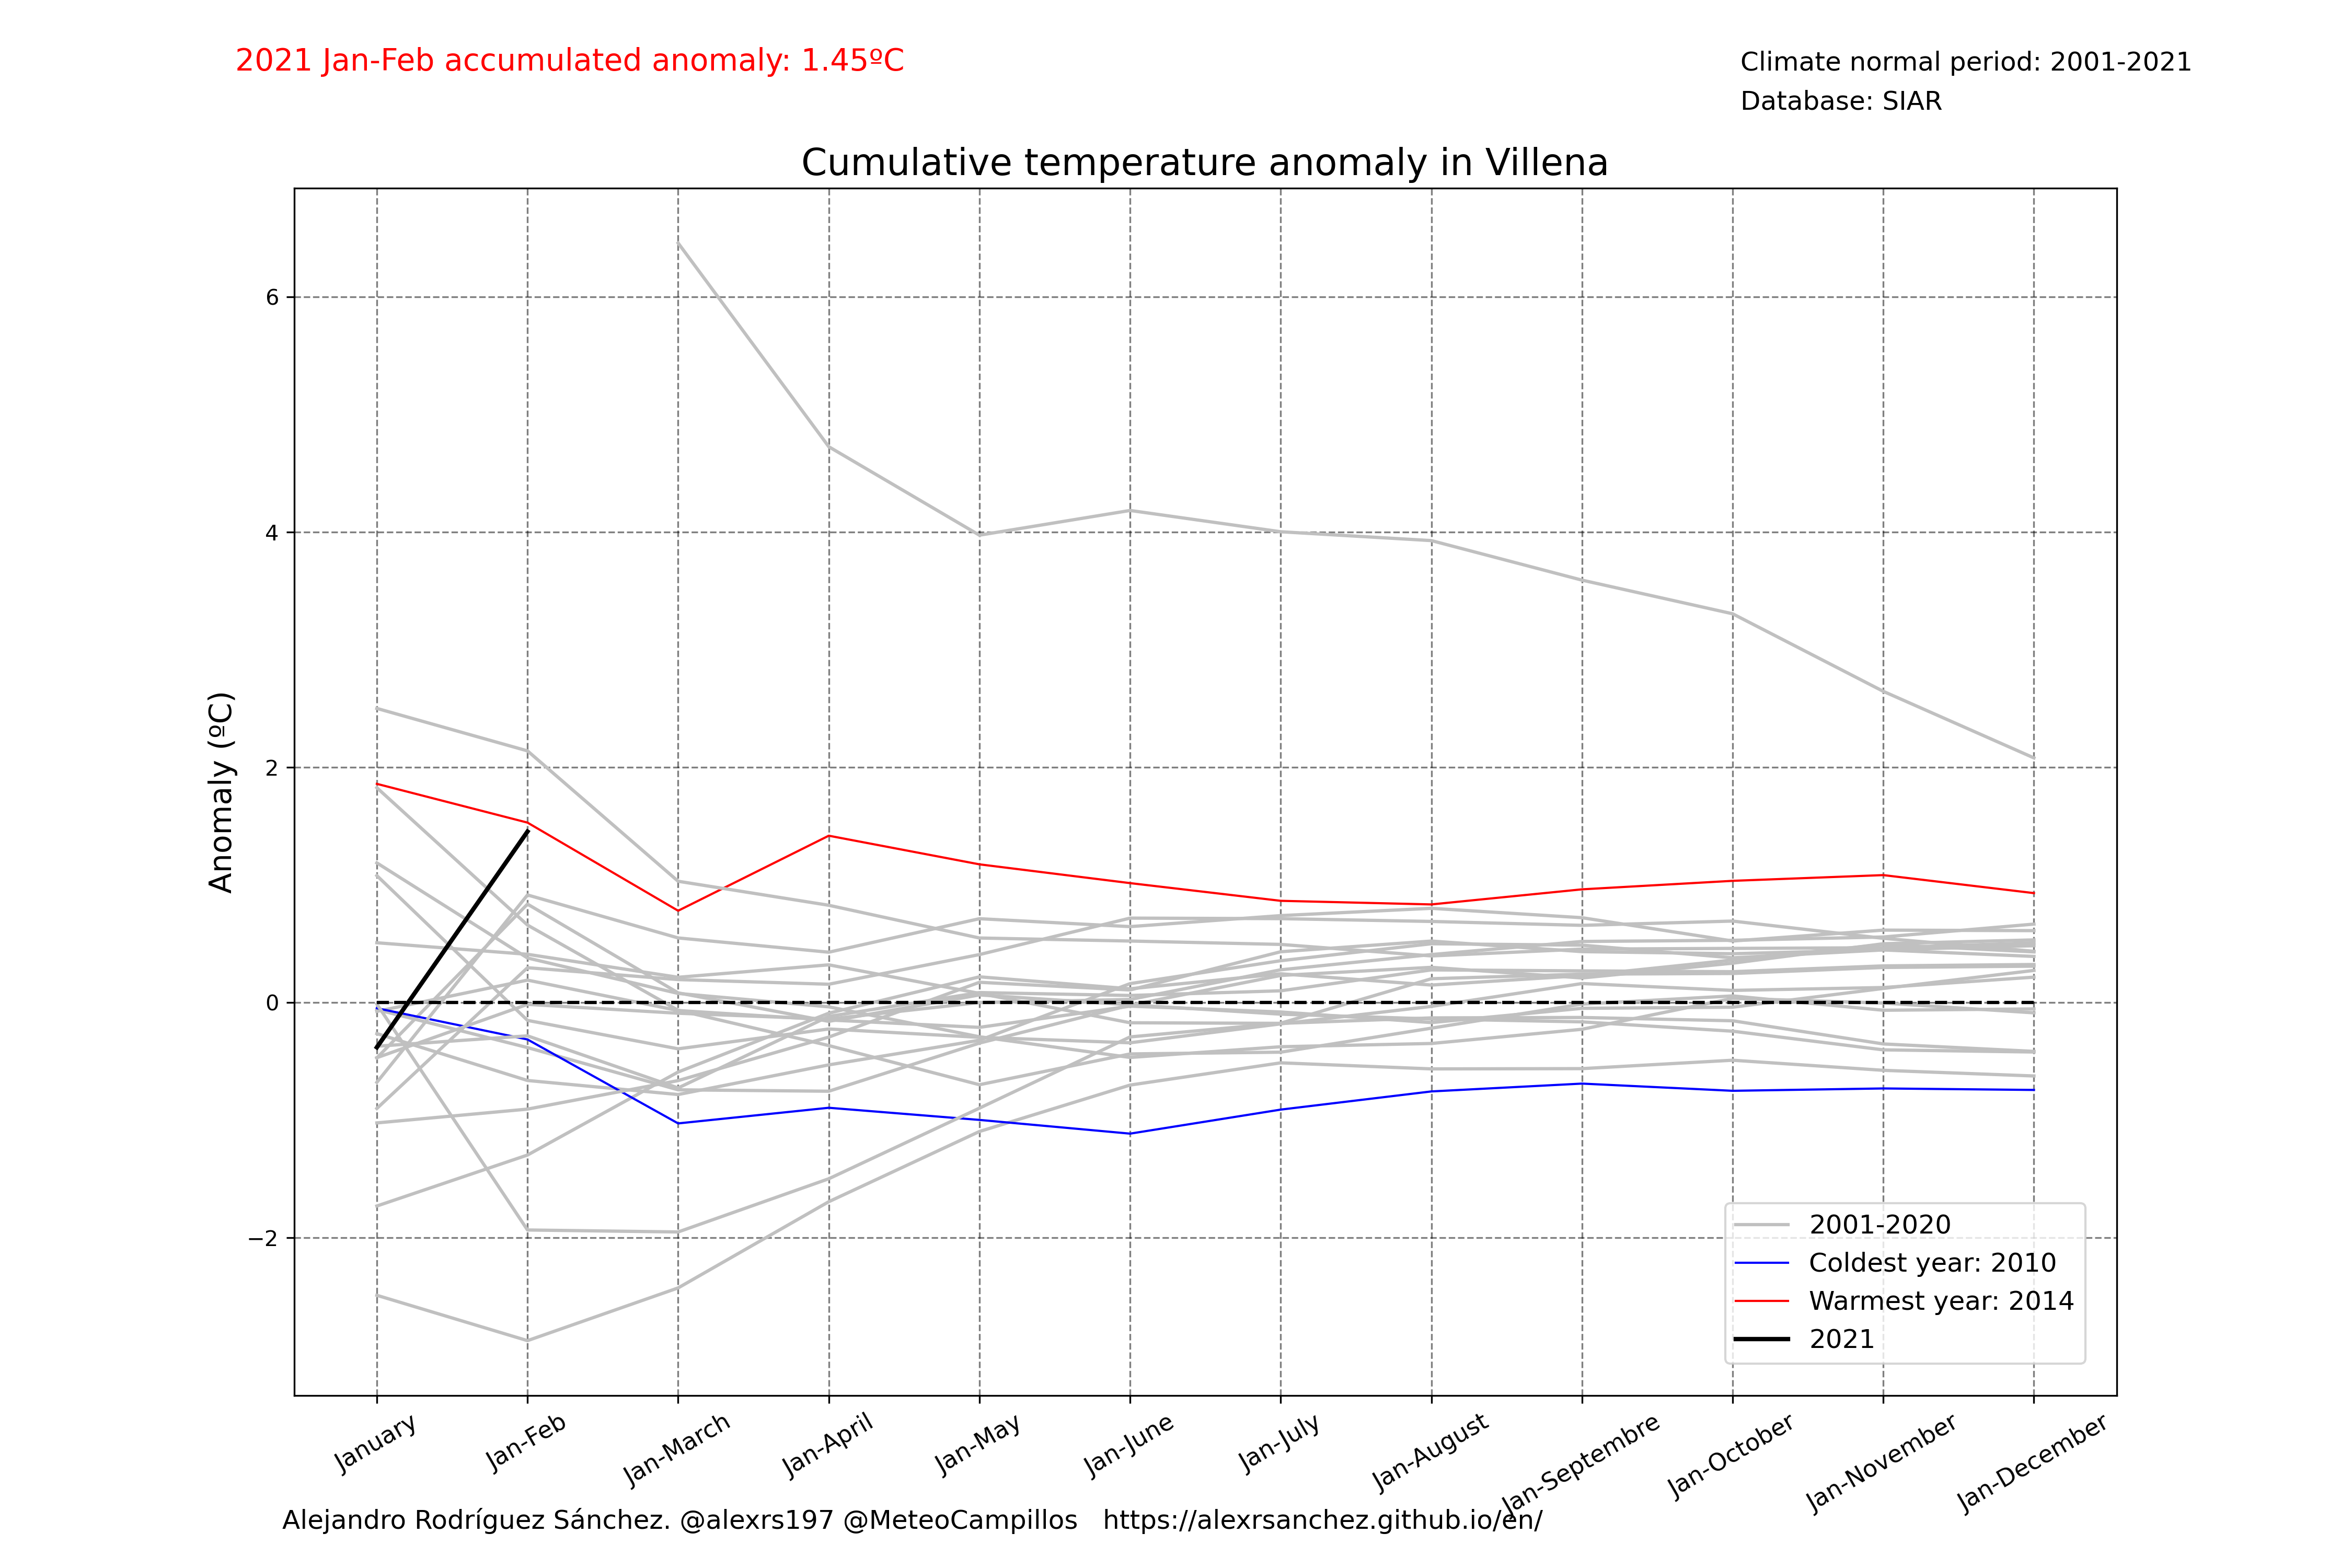 2021 Jan-Feb accumulated anomaly: 1.45ºC
Climate normal period: 2001-2021
Database: SIAR
Cumulative temperature anomaly in Villena
Anomaly (ºC)
6
4
2
0
−2
2001-2020
Coldest year: 2010
Warmest year: 2014
2021
January
Jan-Feb
Jan-March
Jan-April
Jan-May
Jan-June
Jan-July
Jan-August
Jan-Septembre
Jan-October
Jan-November
Jan-December
Alejandro Rodríguez Sánchez. @alexrs197 @MeteoCampillos   https://alexrsanchez.github.io/en/